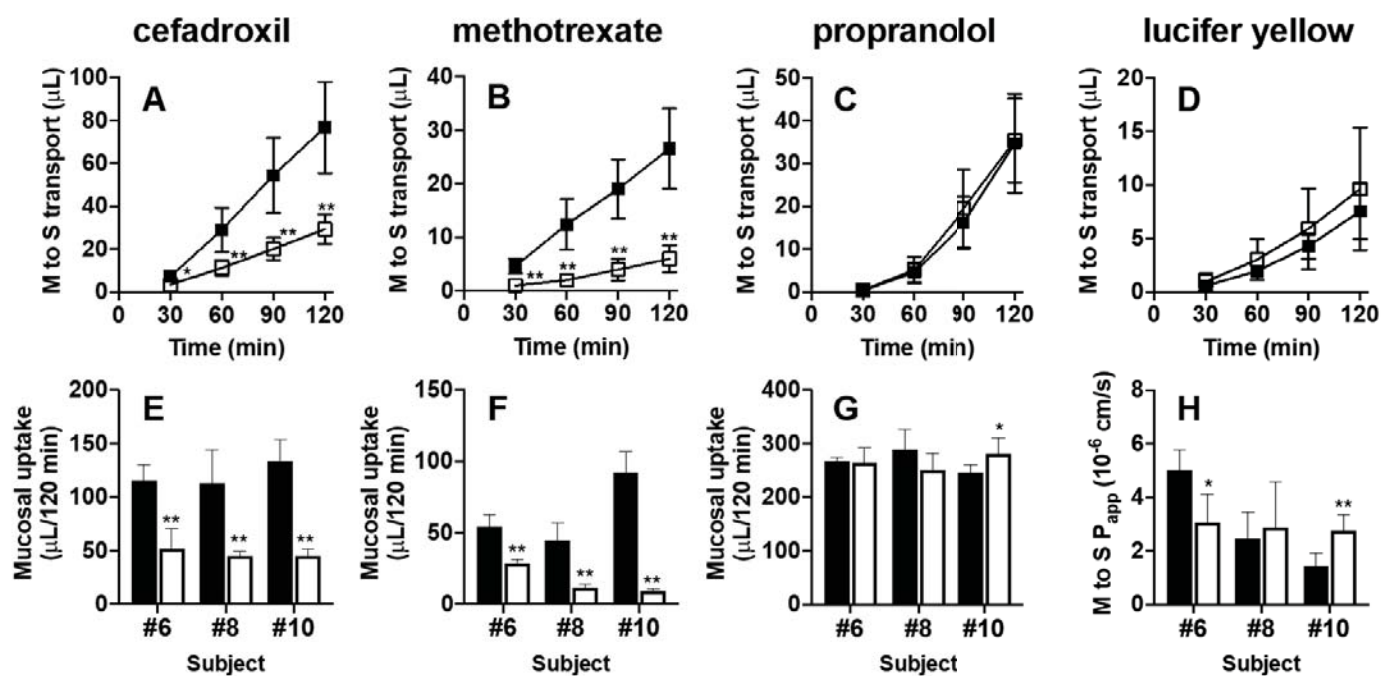 cefadroxil methotrexate propranolol lucifer yellow
A
M to S transport (μL)
100
80
60
40
20
0
* ** ** **
0 30 60 90 120
Time (min)
B
M to S transport (μL)
40
30
20
10
0
** ** ** **
0 30 60 90 120
Time (min)
C
M to S transport (μL)
50
40
30
20
10
0
0 30 60 90 120
Time (min)
D
M to S transport (μL)
20
15
10
5
0
0 30 60 90 120
Time (min)
E
Mucosal uptake
(μL/120 min)
200
150
100
50
0
** ** **
#6 #8 #10
Subject
F
Mucosal uptake
(μL/120 min)
150
100
50
0
** ** **
#6 #8 #10
Subject
G
Mucosal uptake
(μL/120 min)
400
300
200
100
0
*
#6 #8 #10
Subject
H
M to S Papp (10-6 cm/s)
8
6
4
2
0
* **
#6 #8 #10
Subject